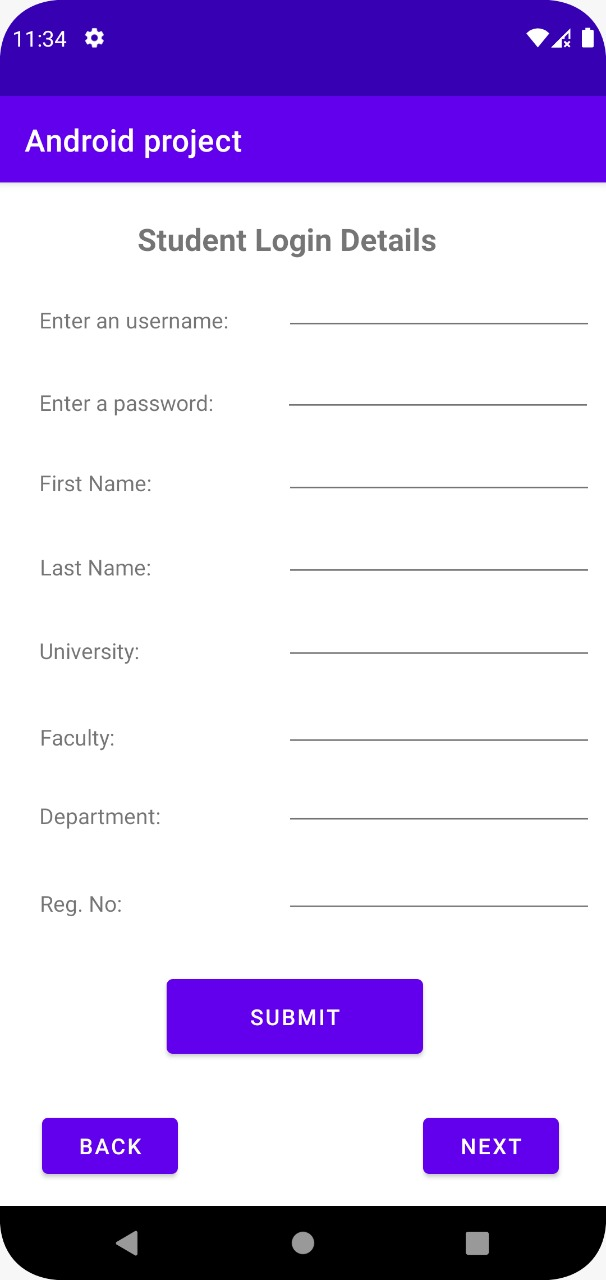 11:34
Android project
Student Login Details
Enter an username:
Enter a password:
First Name:
Last Name:
University:
Faculty:
Department:
Reg. No:
SUBMIT
BACK NEXT